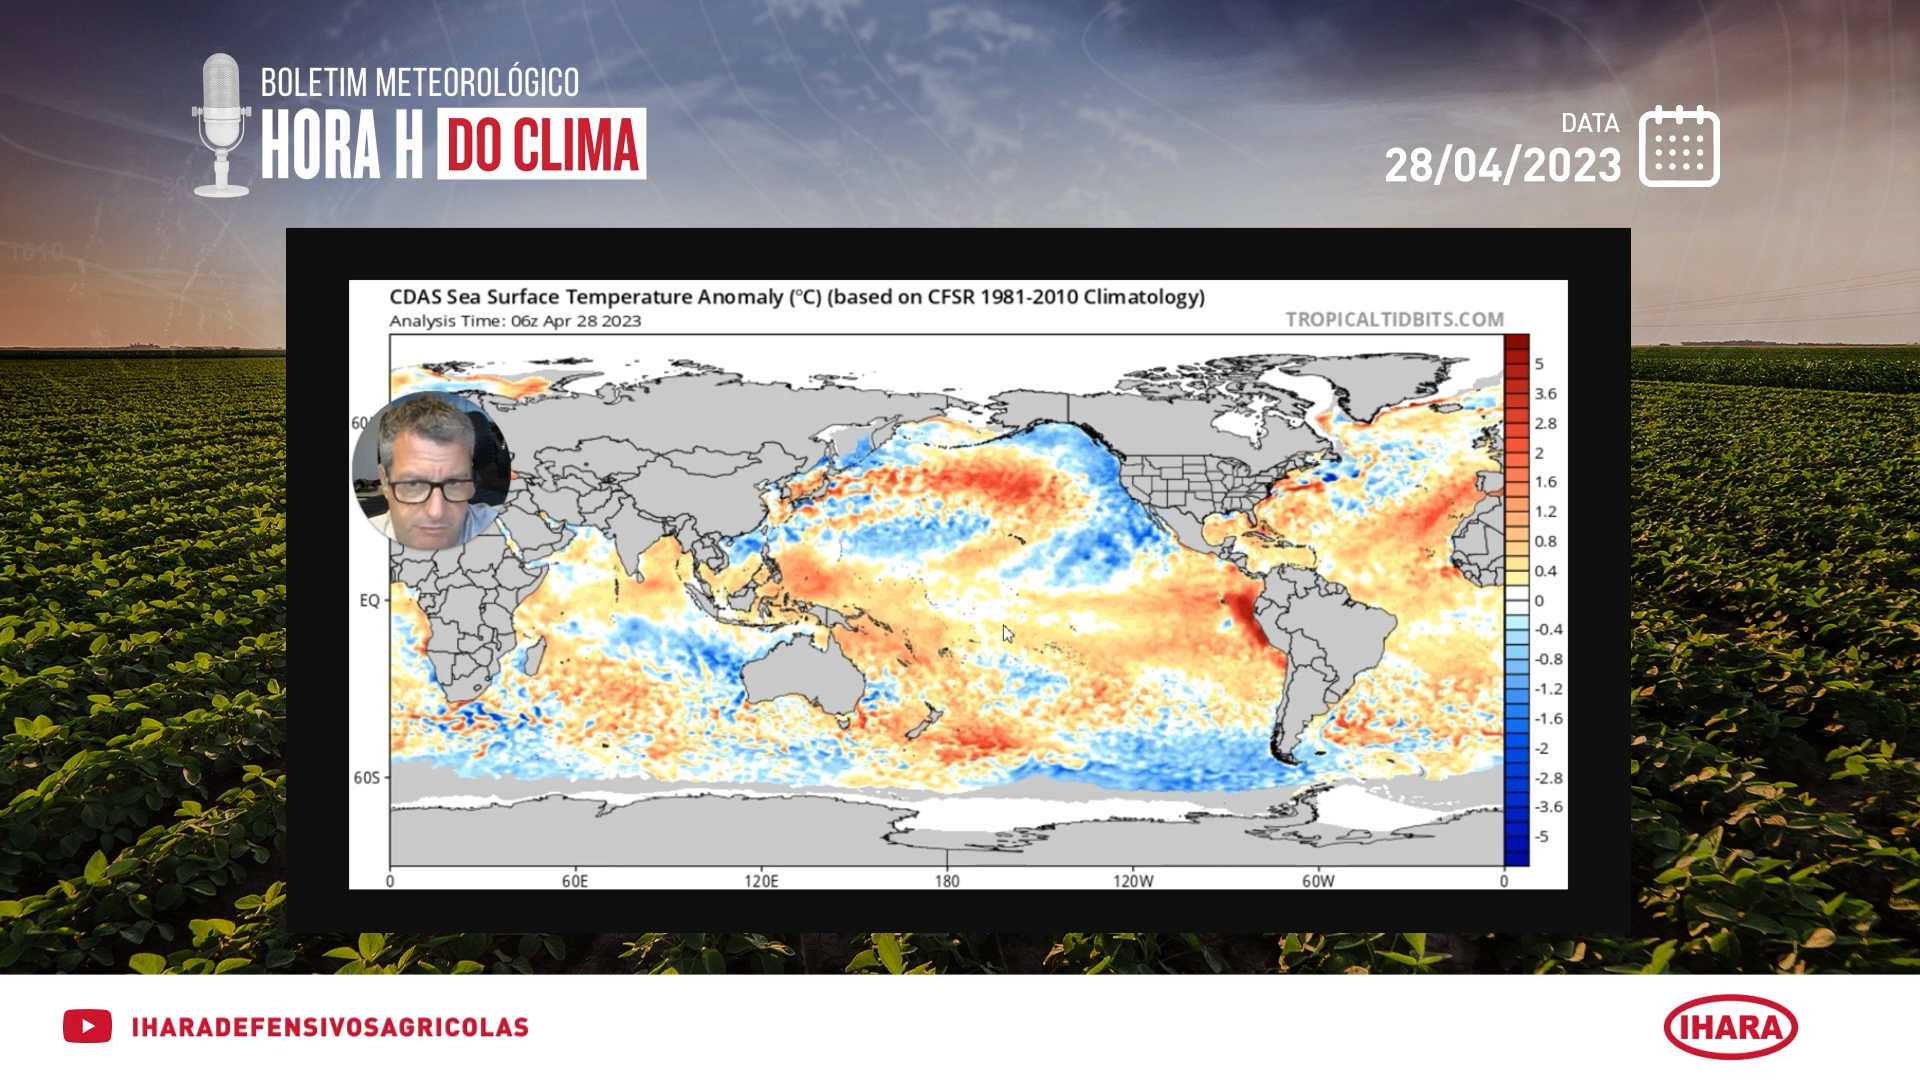 BOLETIM METEOROLÓGICO
HORA H DO CLIMA
DATA
28/04/2023
1010
CDAS Sea Surface Temperature Anomaly (°C) (based on CFSR 1981-2010 Climatology)
Analysis Time: 06z Apr 28 2023
TROPICALTIDBITS.COM
5
3.6
2.8
2
1.6
1.2
0.8
0.4
0
-0.4
-0.8
-1.2
-1.6
-2
-2.8
-3.6
-5
EQ
60S
0
60E
120E
180
120W
60W
0
IHARADEFENSIVOSAGRICOLAS
IHARA